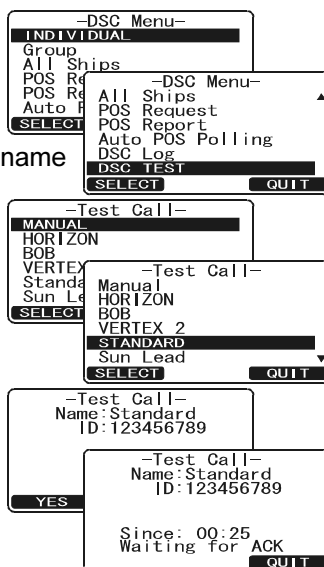 –DSC Menu–
INDIVIDUAL
Group
All Ships
POS Re
POS Re
Auto
SELECT
name
–DSC Menu–
All Ships
POS Request
POS Report
Auto POS Polling
DSC Log
DSC TEST
SELECT QUIT
–Test Call–
MANUAL
HORIZON
BOB
VERTEX
Standa
Sun Le
SELECT
–Test Call–
Manual
HORIZON
BOB
VERTEX 2
STANDARD
Sun Lead
SELECT QUIT
–Test Call–
Name:Standard
ID:123456789
YES
–Test Call–
Name:Standard
ID:123456789
Since: 00:25
Waiting for ACK
QUIT